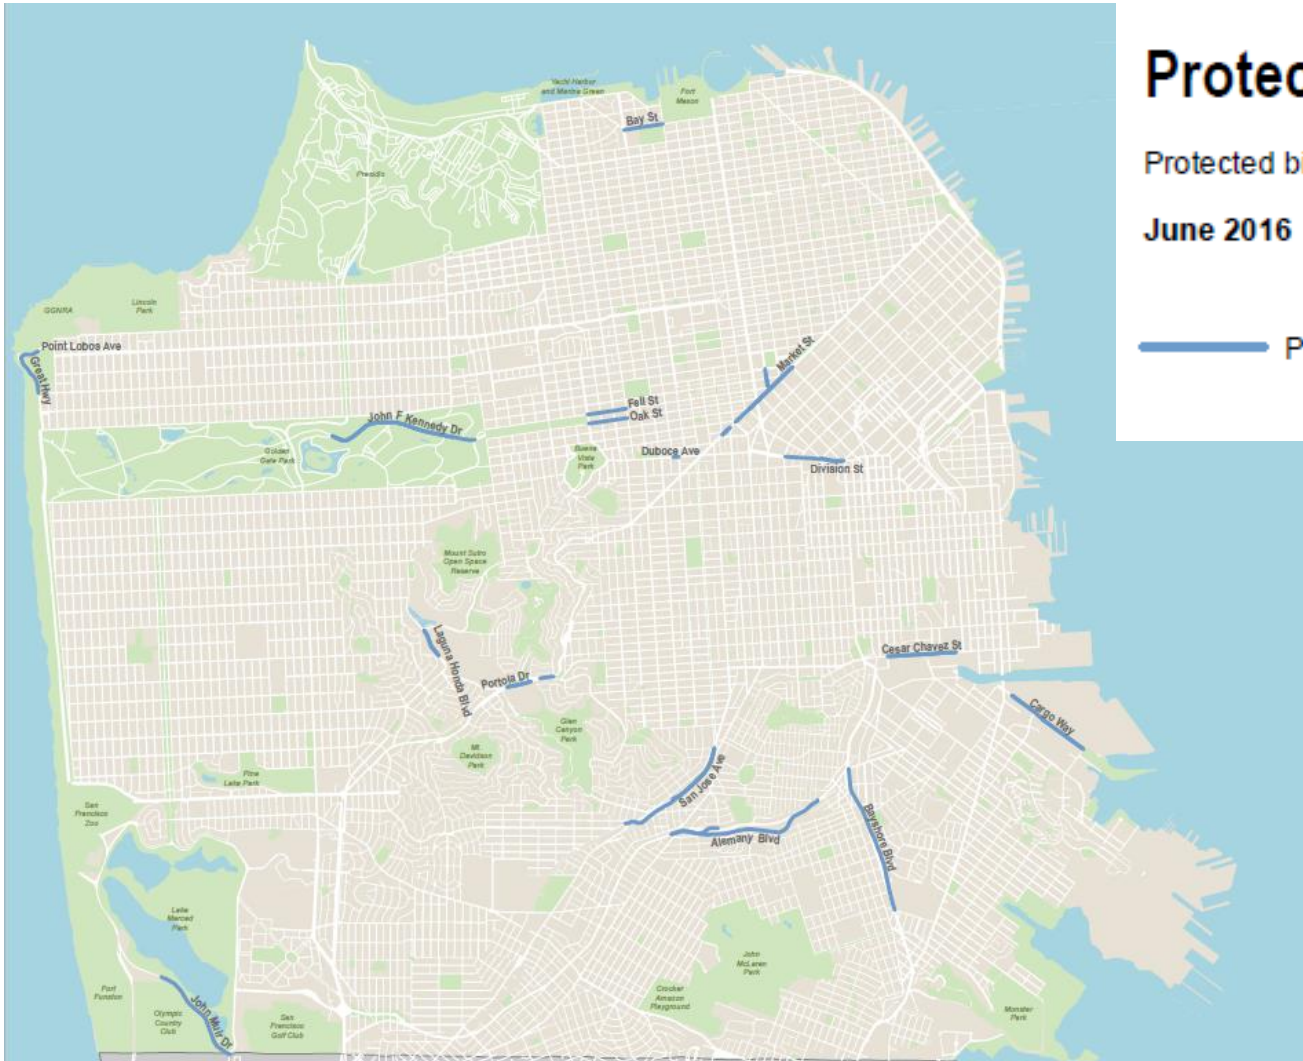 Protec
Protected bi
June 2016
P
Yacht Harbor
and Marina Green
Fort
Mason
Bay St
Presidio
Lincoln
Park
GGNRA
Point Lobos Ave
Great Hwy
Market St
Fell St
Oak St
John F Kennedy Dr
Golden
Gate Park
Buena
Vista
Park
Duboce Ave
Division St
Mount Sutro
Open Space
Reserve
Laguna Honda Blvd
Portola Dr
Cesar Chavez St
Cargo Way
Glen
Canyon
Park
Mt.
Davidson
Park
San Jose Ave
Pine
Lake Park
San
Francisco
Zoo
Alemany Blvd
Bayshore Blvd
Lake
Merced
Park
John
McLaren
Park
Crocker
Amazon
Playground
Fort
Funston
Olympic
Country
Club
John Muir Dr
San
Francisco
Golf Club
Monster
Park